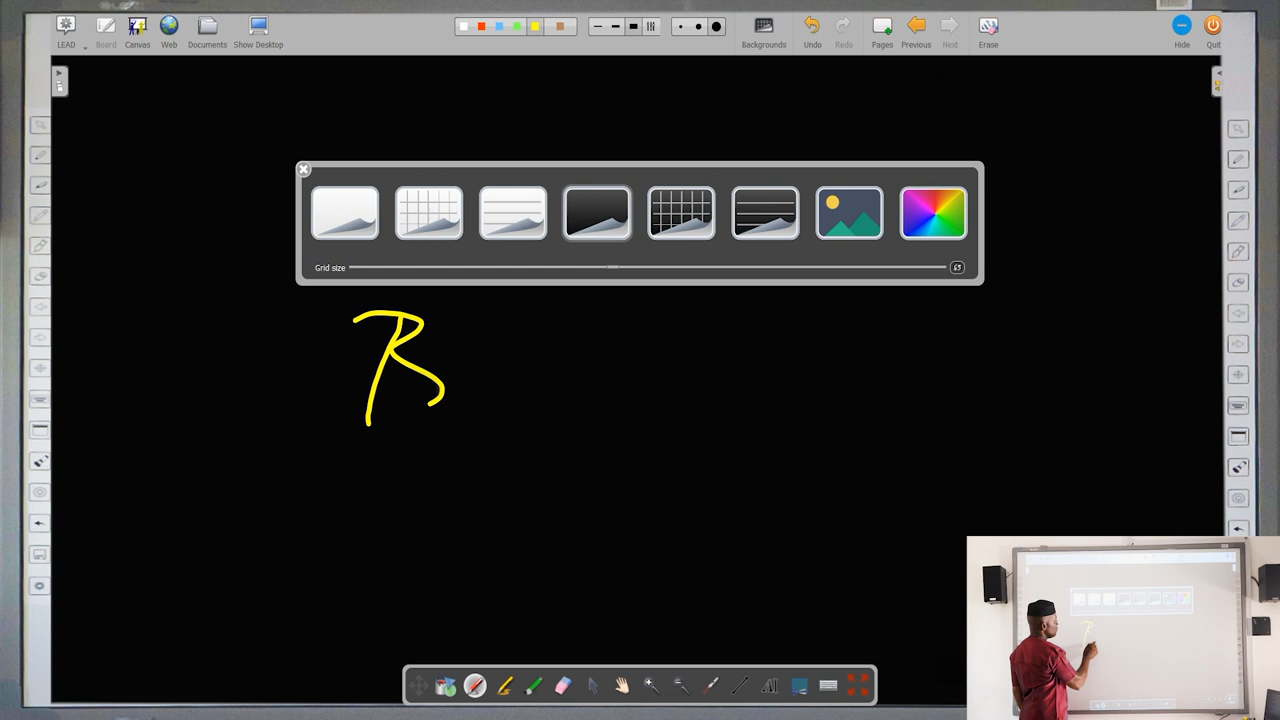 LEAD
Board
Canvas
Web
Documents
Show Desktop
Backgrounds
Undo
Redo
Pages
Previous
Next
Erase
Hide
Quit
Grid size
R